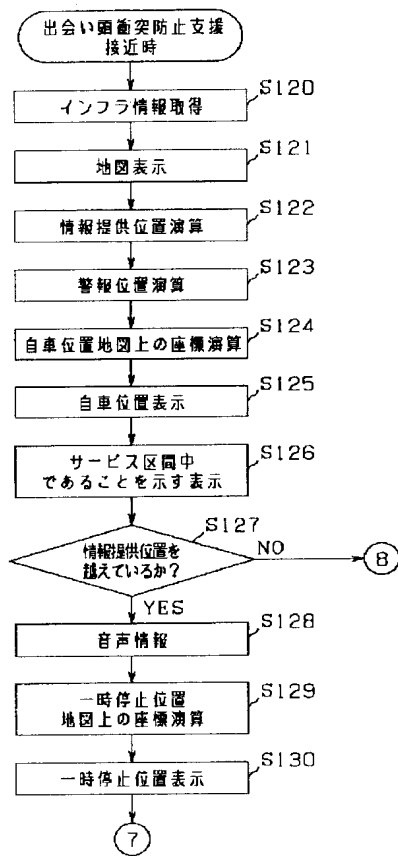 出会い頭衝突防止支援
接近時
S120
インフラ情報取得
S121
地図表示
S122
情報提供位置演算
S123
警報位置演算
S124
自車位置地図上の座標演算
S125
自車位置表示
S126
サービス区間中
であることを示す表示
S127
情報提供位置を
越えているか?
NO
8
YES
S128
音声情報
S129
一時停止位置
地図上の座標演算
S130
一時停止位置表示
7